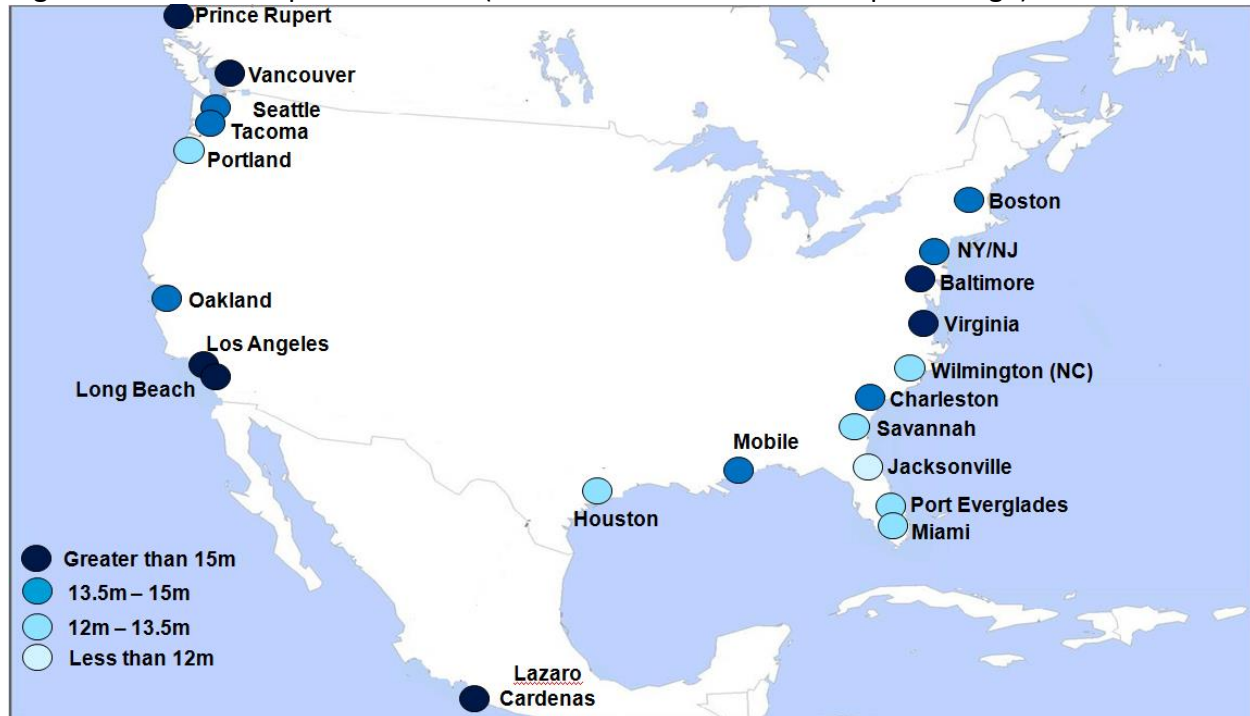 Prince Rupert
Vancouver
Seattle
Tacoma
Portland
Boston
NY/NJ
Baltimore
Oakland
Virginia
Los Angeles
Long Beach
Wilmington (NC)
Charleston
Savannah
Mobile
Jacksonville
Houston
Port Everglades
Miami
Greater than 15m
13.5m – 15m
12m – 13.5m
Less than 12m
Lazaro
Cardenas